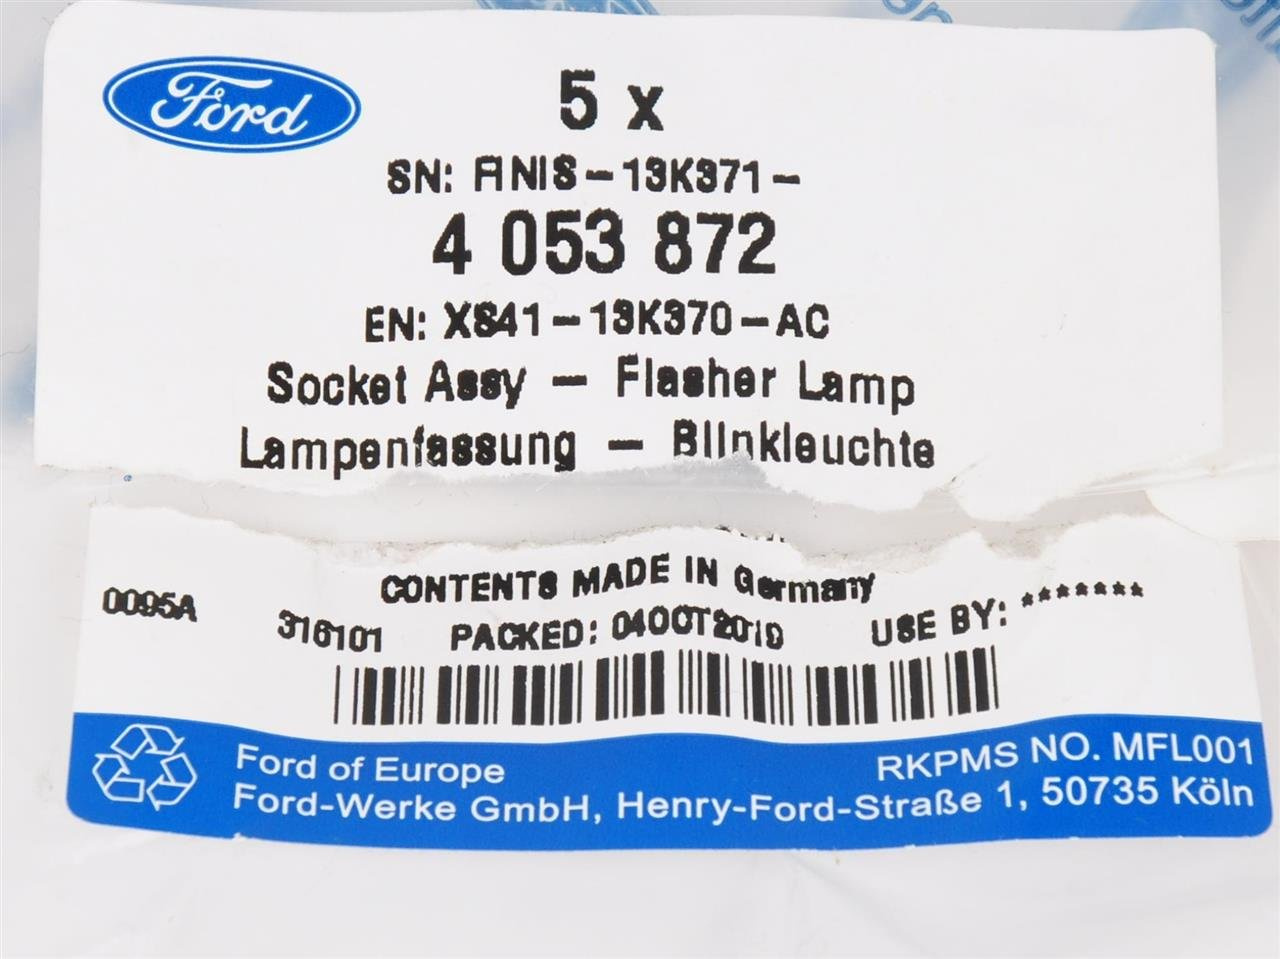 Ford
5 x
SN: FINIS-13K371-
4 053 872
EN: XS41-13K370-AC
Socket Assy - Flasher Lamp
Lampenfassung - Blinkleuchte
CONTENTS MADE IN Germany
0095A 316101 PACKED: 04OCT2019 USE BY: *******
Ford of Europe RKPMS NO. MFL001
Ford-Werke GmbH, Henry-Ford-Straße 1, 50735 Köln